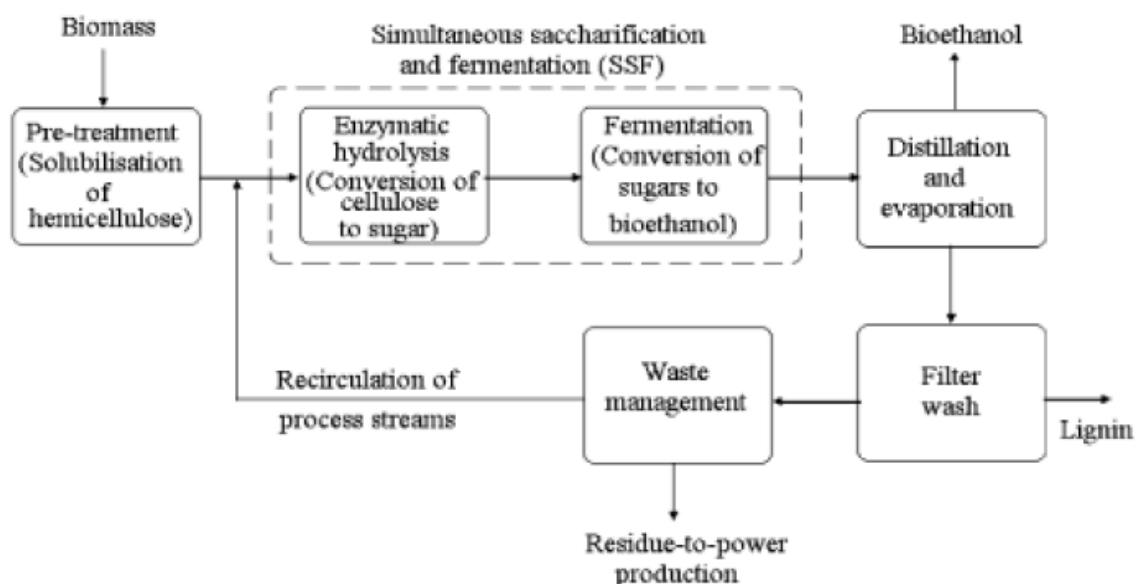 Biomass
Simultaneous saccharification
and fermentation (SSF)
Bioethanol
Pre-treatment
(Solubilisation
of
hemicellulose)
Enzymatic
hydrolysis
(Conversion of
cellulose
to sugar)
Fermentation
(Conversion of
sugars to
bioethanol)
Distillation
and
evaporation
Recirculation of
process streams
Waste
management
Filter
wash
Lignin
Residue-to-power
production